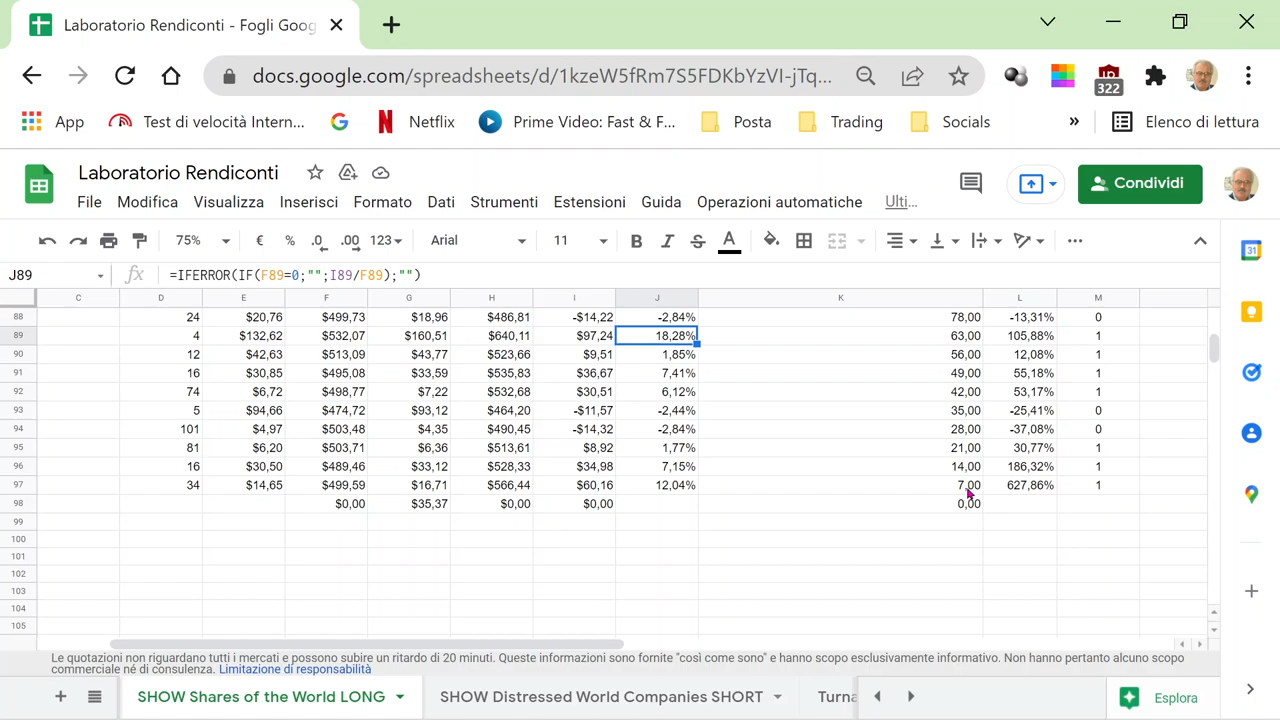 Laboratorio Rendiconti - Fogli Goog
docs.google.com/spreadsheets/d/1kzeW5fRm7S5FDKbYzVI-jTq...
322
App Test di velocità Intern... Netflix Prime Video: Fast & F... Posta Trading Socials » Elenco di lettura
Laboratorio Rendiconti
Condividi
File Modifica Visualizza Inserisci Formato Dati Strumenti Estensioni Guida Operazioni automatiche Ulti...
75% € % .0 .00 123 Arial 11 B I S A
31
J89 fx =IFERROR(IF(F89=0;"";I89/F89);"")
C D E F G H I J K L M
88 24 $20,76 $499,73 $18,96 $486,81 -$14,22 -2,84% 78,00 -13,31% 0
89 4 $132,62 $532,07 $160,51 $640,11 $97,24 18,28% 63,00 105,88% 1
90 12 $42,63 $513,09 $43,77 $523,66 $9,51 1,85% 56,00 12,08% 1
91 16 $30,85 $495,08 $33,59 $535,83 $36,67 7,41% 49,00 55,18% 1
92 74 $6,72 $498,77 $7,22 $532,68 $30,51 6,12% 42,00 53,17% 1
93 5 $94,66 $474,72 $93,12 $464,20 -$11,57 -2,44% 35,00 -25,41% 0
94 101 $4,97 $503,48 $4,35 $490,45 -$14,32 -2,84% 28,00 -37,08% 0
95 81 $6,20 $503,71 $6,36 $513,61 $8,92 1,77% 21,00 30,77% 1
96 16 $30,50 $489,46 $33,12 $528,33 $34,98 7,15% 14,00 186,32% 1
97 34 $14,65 $499,59 $16,71 $566,44 $60,16 12,04% 7,00 627,86% 1
98 $0,00 $35,37 $0,00 $0,00 0,00
99
100
101
102
103
104
105
Le quotazioni non riguardano tutti i mercati e possono subire un ritardo di 20 minuti. Queste informazioni sono fornite "così come sono" e hanno scopo esclusivamente informativo. Non hanno pertanto alcuno scopo
commerciale né di consulenza. Limitazione di responsabilità
SHOW Shares of the World LONG SHOW Distressed World Companies SHORT Turna Esplora